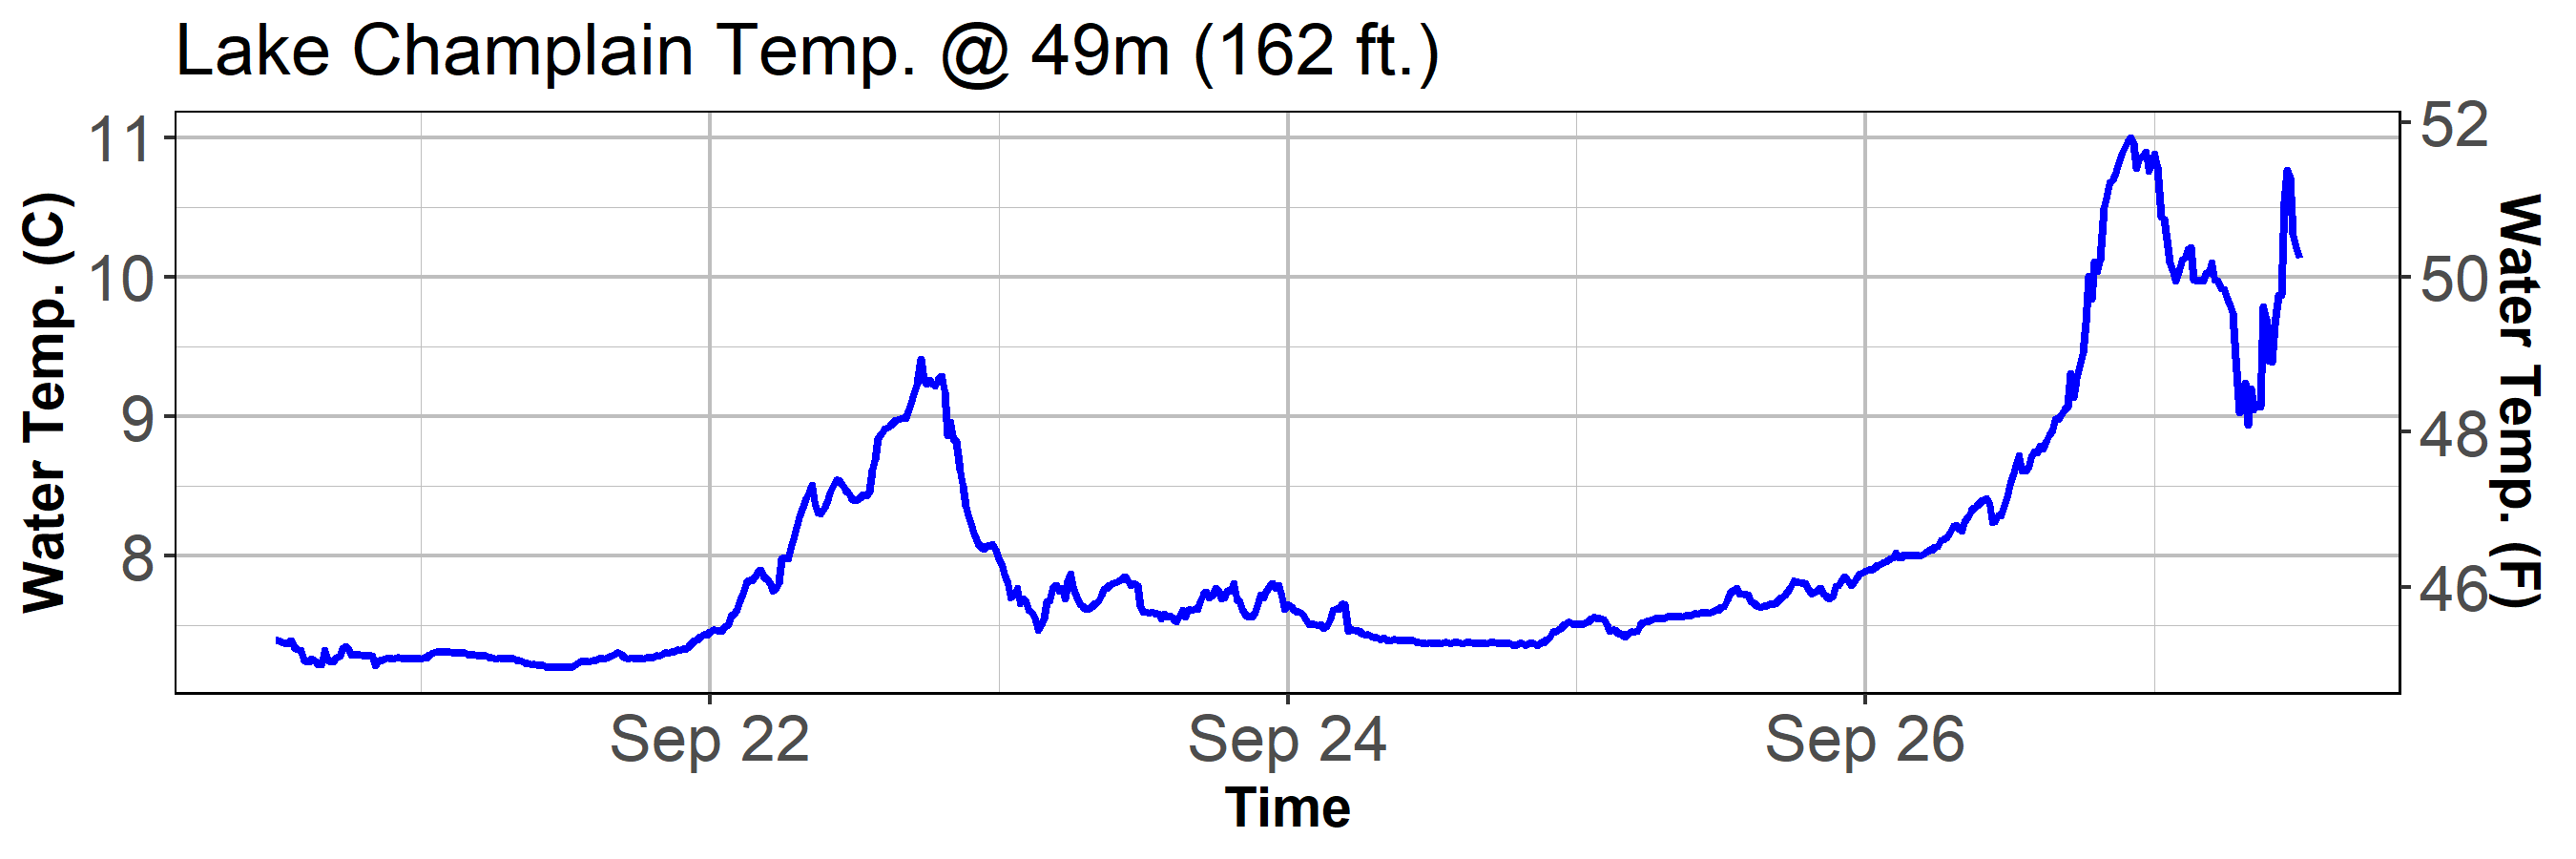 Lake Champlain Temp. @ 49m (162 ft.)
Water Temp. (C)
11
10
9
8
52
50
48
46
Water Temp. (F)
Sep 22
Sep 24
Sep 26
Time